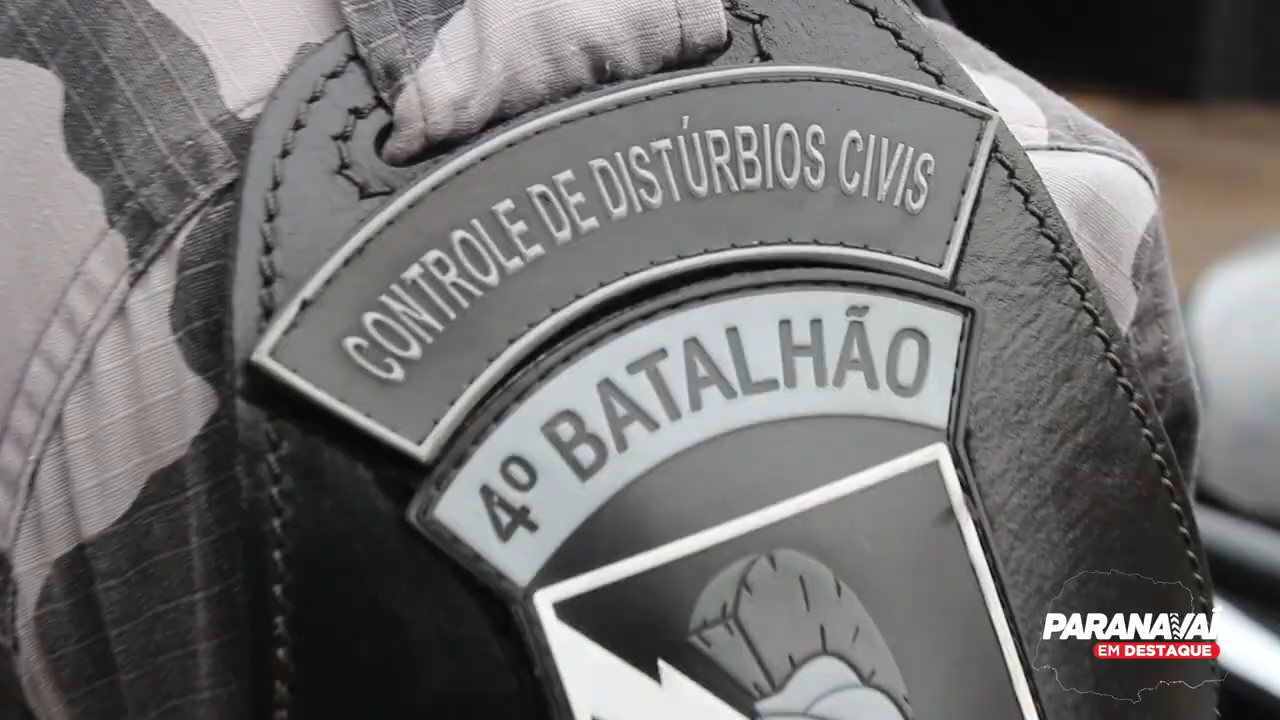 CONTROLE DE DISTÚRBIOS CIVIS
4º BATALHÃO
PARANAVAÍ
EM DESTAQUE